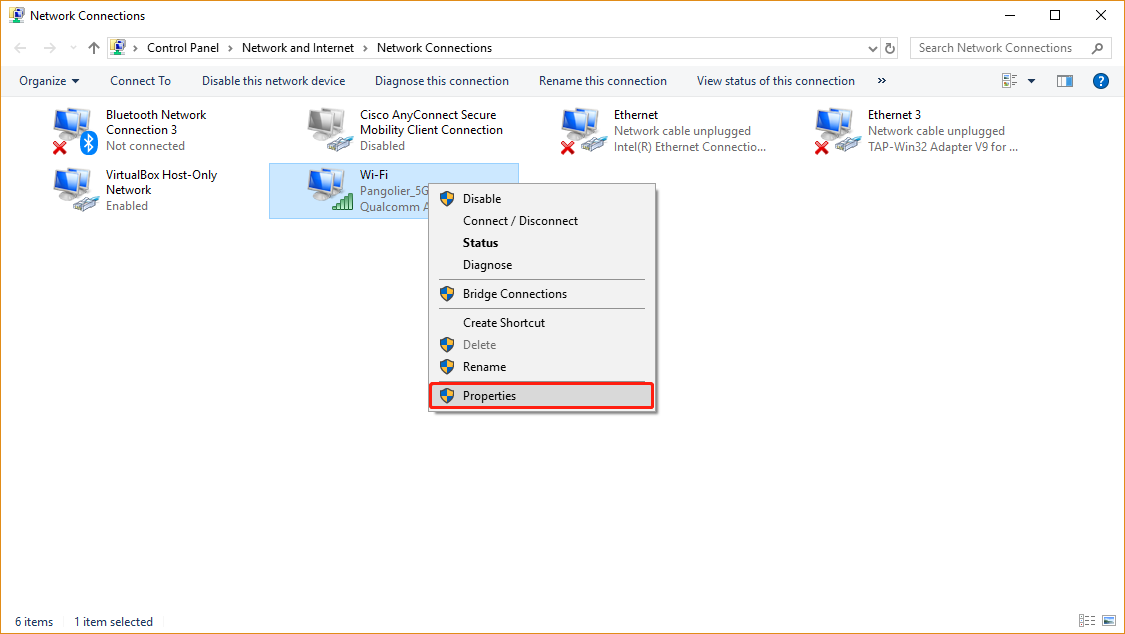 Network Connections
Control Panel > Network and Internet > Network Connections
Search Network Connections
Organize Connect To Disable this network device Diagnose this connection Rename this connection View status of this connection »
Bluetooth Network
Connection 3
Not connected
Cisco AnyConnect Secure
Mobility Client Connection
Disabled
Ethernet
Network cable unplugged
Intel(R) Ethernet Connectio...
Ethernet 3
Network cable unplugged
TAP-Win32 Adapter V9 for ...
VirtualBox Host-Only
Network
Enabled
Wi-Fi
Pangolier_5G
Qualcomm A
Disable
Connect / Disconnect
Status
Diagnose
Bridge Connections
Create Shortcut
Delete
Rename
Properties
6 items 1 item selected